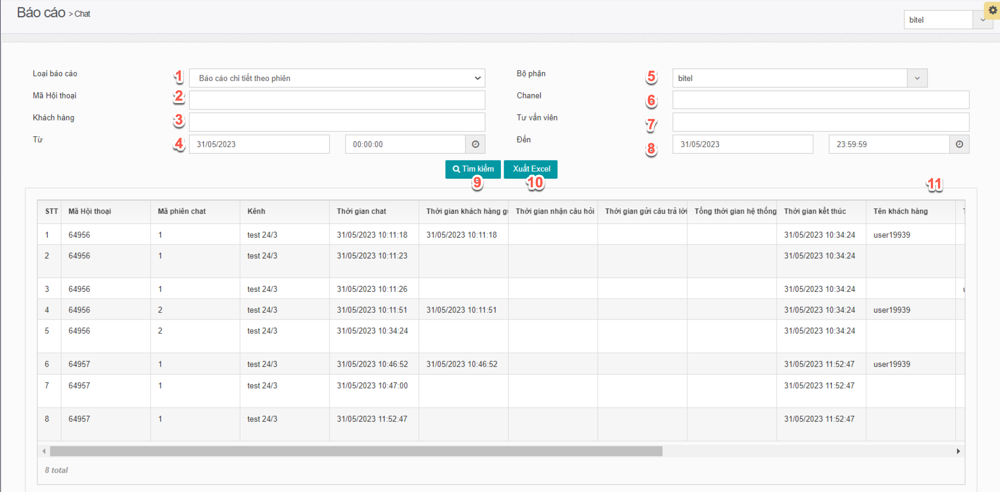 Báo cáo > Chat
bitel
Loại báo cáo 1 Báo cáo chi tiết theo phiên Bộ phận 5 bitel
Mã Hội thoại 2 Chanel 6
Khách hàng 3 Tư vấn viên 7
Từ 4 31/05/2023 00:00:00 Đến 8 31/05/2023 23:59:59
Tìm kiếm Xuất Excel
9 10 11
STT Mã Hội thoại Mã phiên chat Kênh Thời gian chat Thời gian khách hàng Thời gian nhận câu hỏi Thời gian gửi câu trả lời Tổng thời gian hệ thống Thời gian kết thúc Tên khách hàng
1 64956 1 test 24/3 31/05/2023 10:11:18 31/05/2023 10:11:18 31/05/2023 10:34:24 user19939
2 64956 1 test 24/3 31/05/2023 10:11:23 31/05/2023 10:34:24
3 64956 1 test 24/3 31/05/2023 10:11:26 31/05/2023 10:34:24
4 64956 2 test 24/3 31/05/2023 10:11:51 31/05/2023 10:11:51 31/05/2023 10:34:24 user19939
5 64956 2 test 24/3 31/05/2023 10:34:24 31/05/2023 10:34:24
6 64957 1 test 24/3 31/05/2023 10:46:52 31/05/2023 10:46:52 31/05/2023 11:52:47 user19939
7 64957 1 test 24/3 31/05/2023 10:47:00 31/05/2023 11:52:47
8 64957 1 test 24/3 31/05/2023 11:52:47 31/05/2023 11:52:47
8 total